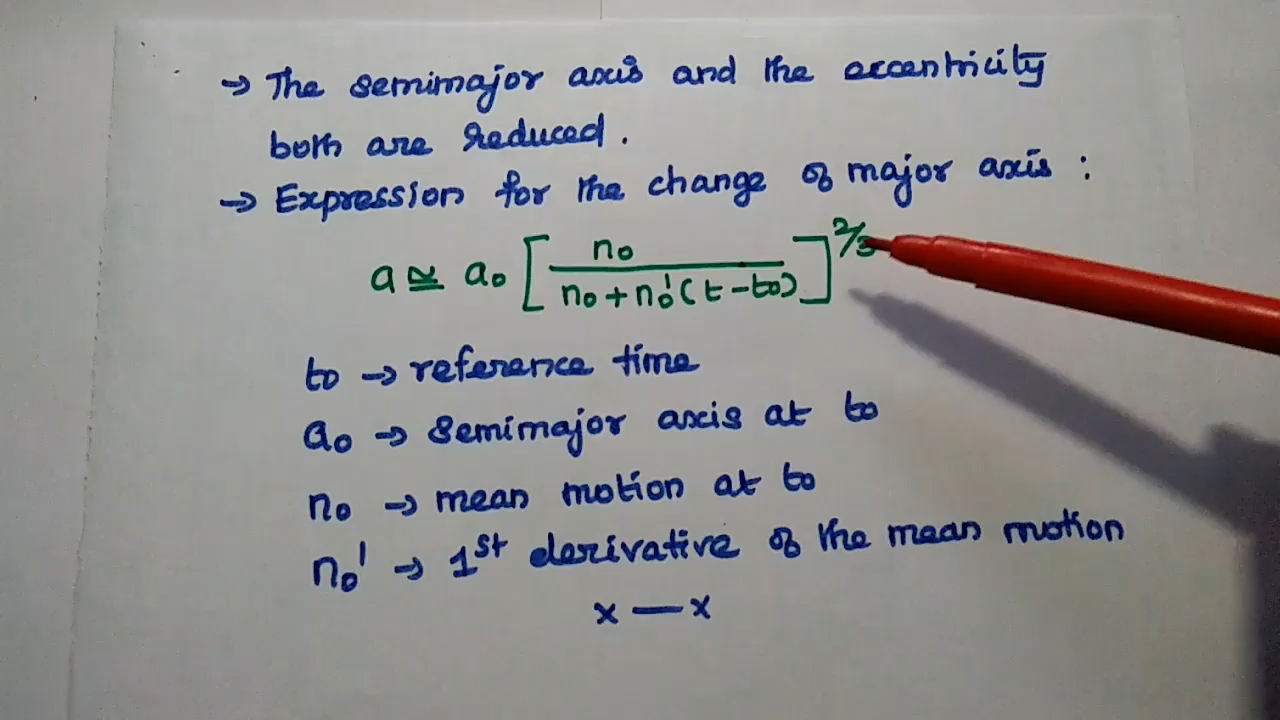 → The semimajor axis and the eccentricity
both are reduced.
→ Expression for the change of major axis :
a ≅ a₀ [ n₀ / n₀ + n₀'(t - t₀) ]^2/3
t₀ → reference time
a₀ → semimajor axis at t₀
n₀ → mean motion at t₀
n₀' → 1st derivative of the mean motion
x — x